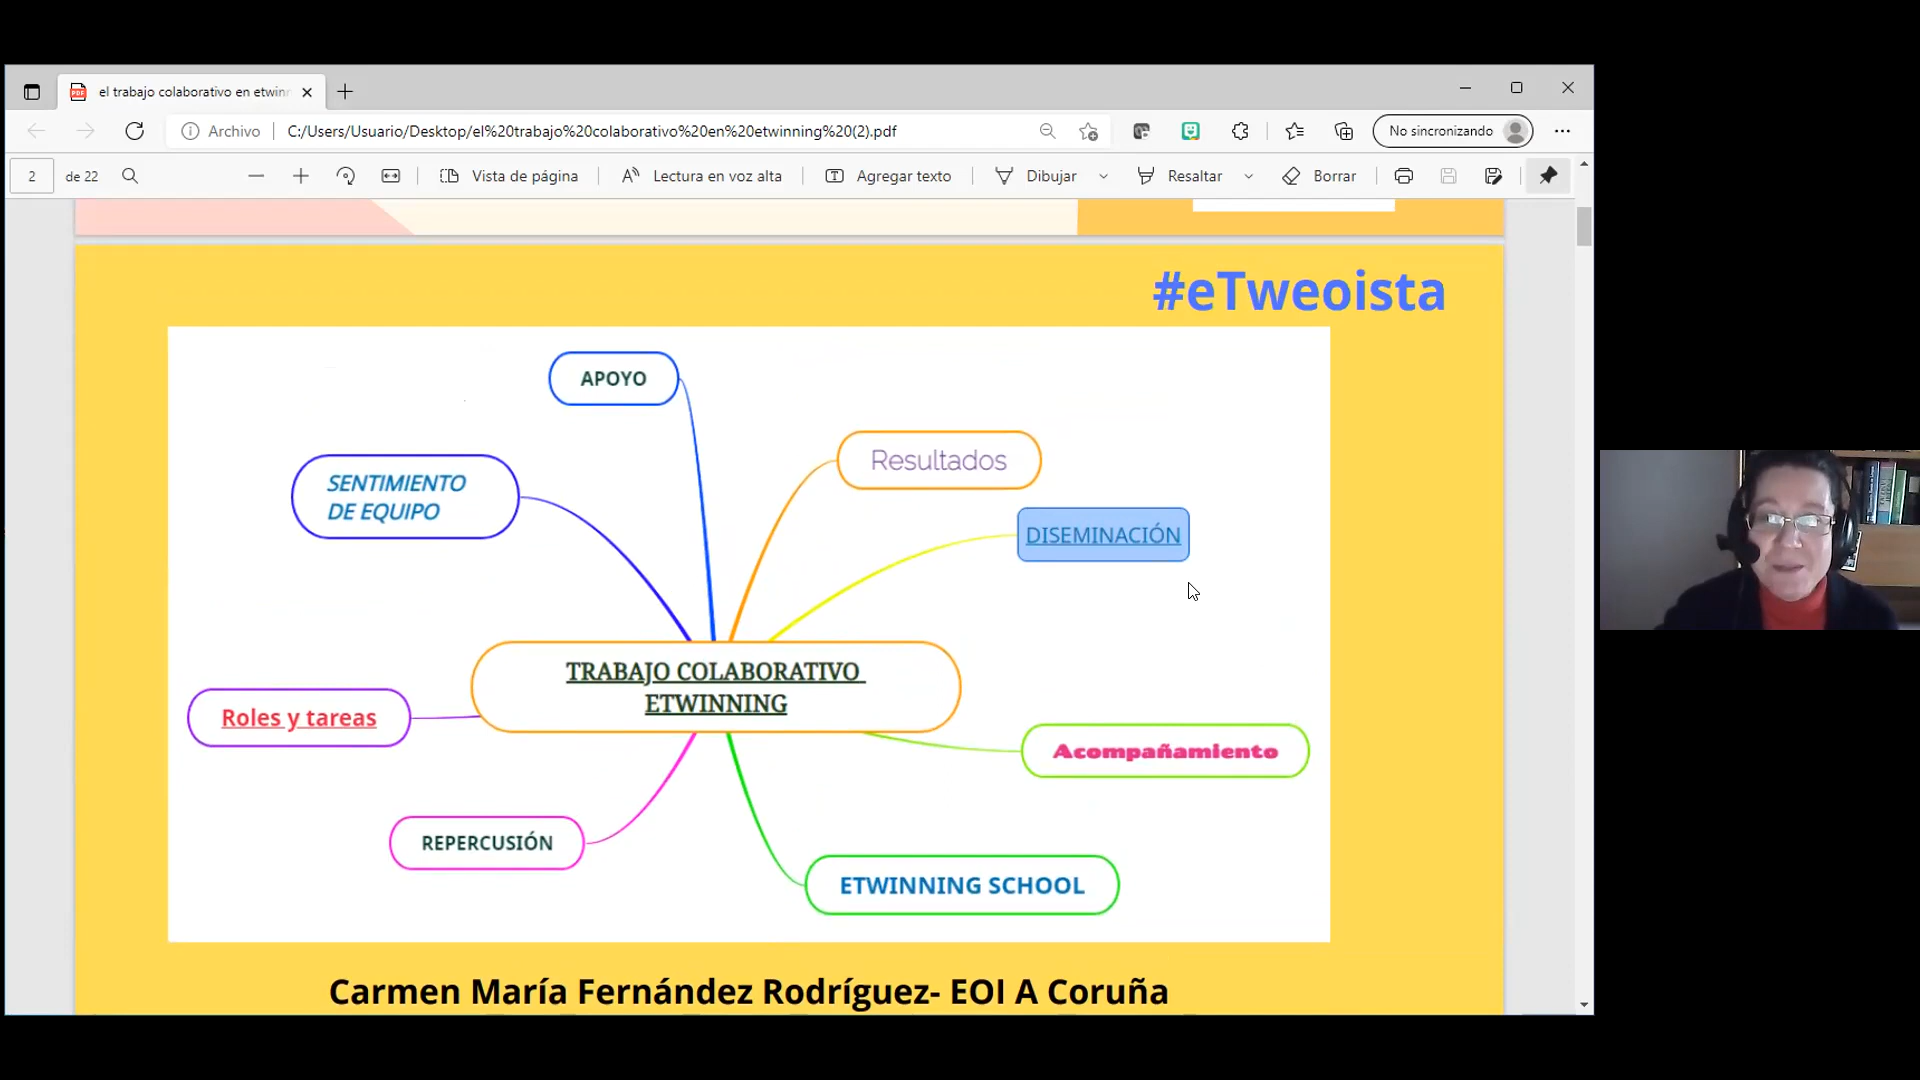 el trabajo colaborativo en etwinn
Archivo
C:/Users/Usuario/Desktop/el%20trabajo%20colaborativo%20en%20etwinning%20(2).pdf
No sincronizando
2
de 22
Vista de página
Lectura en voz alta
Agregar texto
Dibujar
Resaltar
Borrar
#eTweoista
APOYO
Resultados
SENTIMIENTO
DE EQUIPO
DISEMINACIÓN
TRABAJO COLABORATIVO
ETWINNING
Roles y tareas
Acompañamiento
REPERCUSIÓN
ETWINNING SCHOOL
Carmen María Fernández Rodríguez- EOI A Coruña